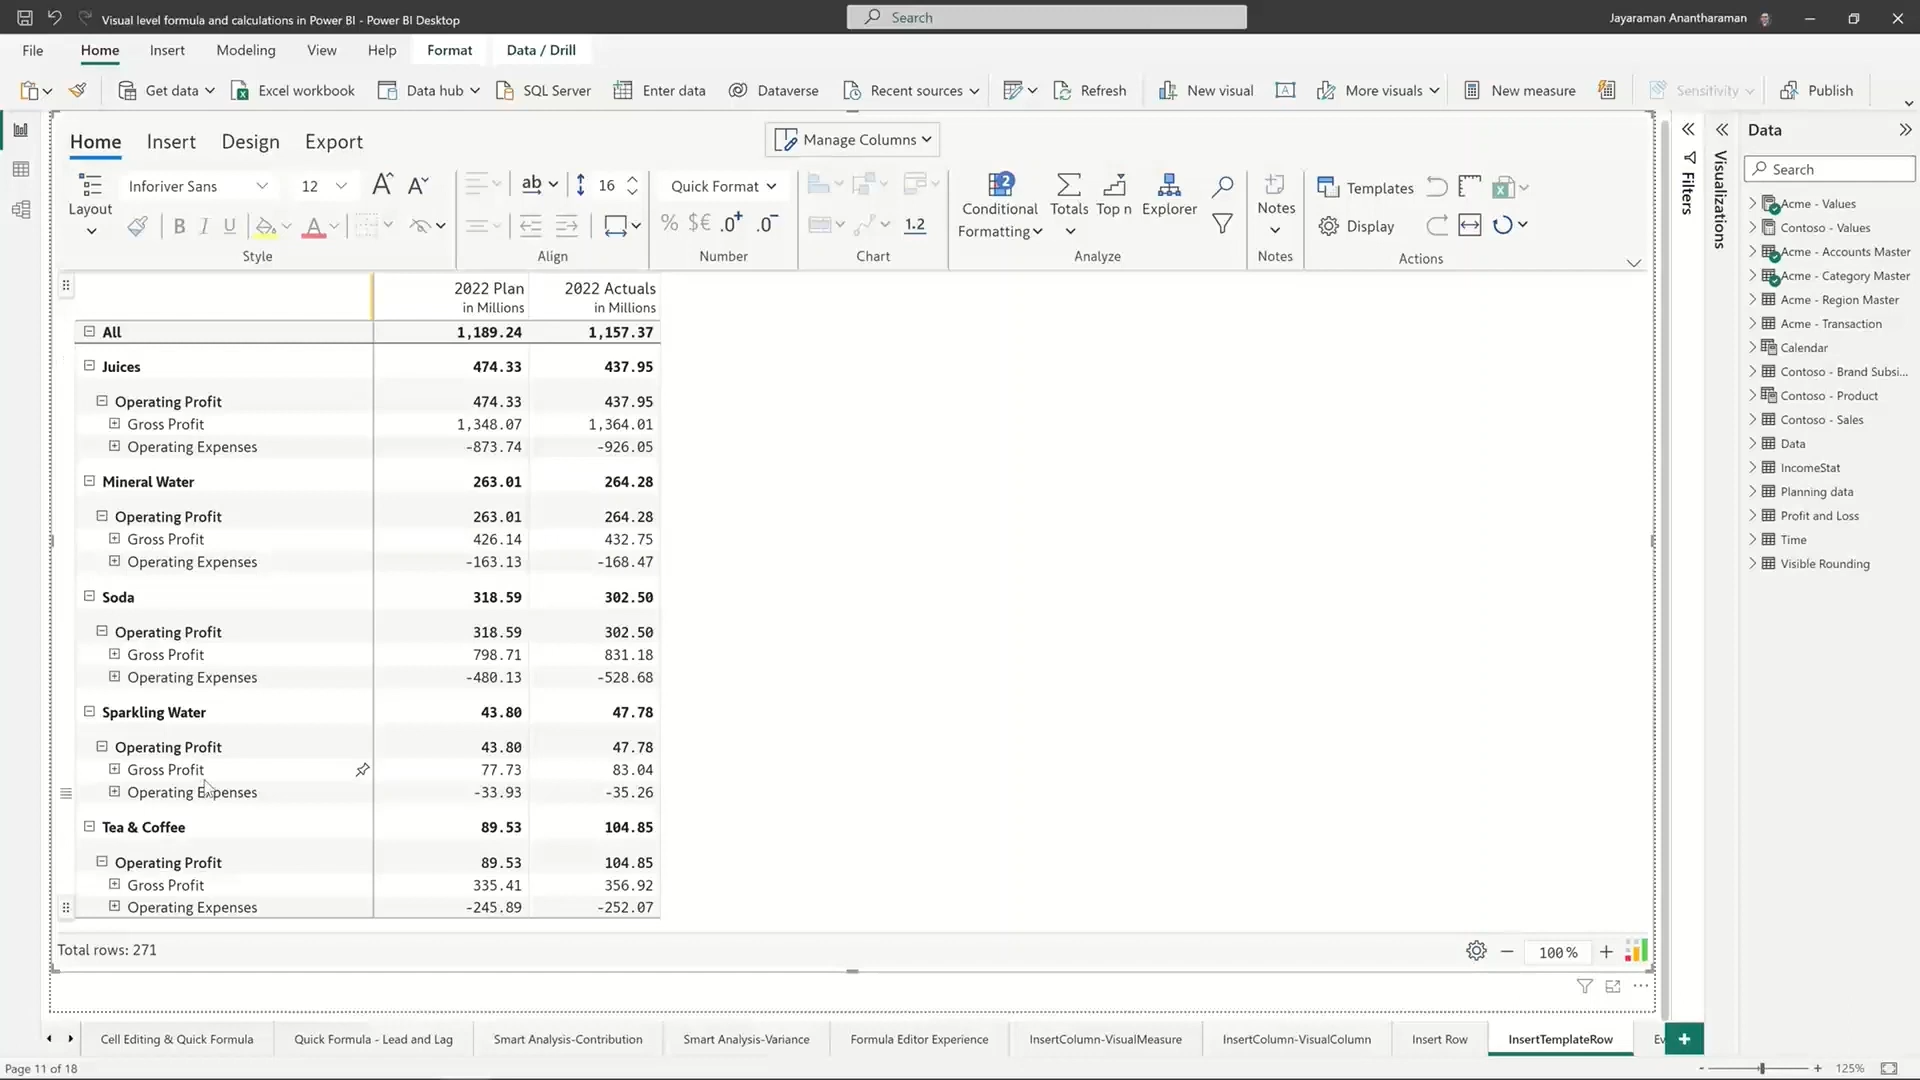 Visual level formula and calculations in Power BI - Power BI Desktop
Search
Jayaraman Anantharaman
File Home Insert Modeling View Help Format Data / Drill
Get data Excel workbook Data hub SQL Server Enter data Dataverse Recent sources Refresh New visual More visuals New measure Sensitivity Publish
Home Insert Design Export
Manage Columns
Layout Inforiver Sans 12 ab 16 Quick Format
B I U % $€ .0+ .0- 1.2
2 Conditional Formatting Totals Top n Explorer Notes Templates Display
Style Align Number Chart Analyze Notes Actions
2022 Plan 2022 Actuals
in Millions in Millions
All 1,189.24 1,157.37
Juices 474.33 437.95
Operating Profit 474.33 437.95
Gross Profit 1,348.07 1,364.01
Operating Expenses -873.74 -926.05
Mineral Water 263.01 264.28
Operating Profit 263.01 264.28
Gross Profit 426.14 432.75
Operating Expenses -163.13 -168.47
Soda 318.59 302.50
Operating Profit 318.59 302.50
Gross Profit 798.71 831.18
Operating Expenses -480.13 -528.68
Sparkling Water 43.80 47.78
Operating Profit 43.80 47.78
Gross Profit 77.73 83.04
Operating Expenses -33.93 -35.26
Tea & Coffee 89.53 104.85
Operating Profit 89.53 104.85
Gross Profit 335.41 356.92
Operating Expenses -245.89 -252.07
Total rows: 271
100 %
Filters
Visualizations
Data
Search
Acme - Values
Contoso - Values
Acme - Accounts Master
Acme - Category Master
Acme - Region Master
Acme - Transaction
Calendar
Contoso - Brand Subsi...
Contoso - Product
Contoso - Sales
Data
IncomeStat
Planning data
Profit and Loss
Time
Visible Rounding
Cell Editing & Quick Formula Quick Formula - Lead and Lag Smart Analysis-Contribution Smart Analysis-Variance Formula Editor Experience InsertColumn-VisualMeasure InsertColumn-VisualColumn Insert Row InsertTemplateRow
Page 11 of 18
125%